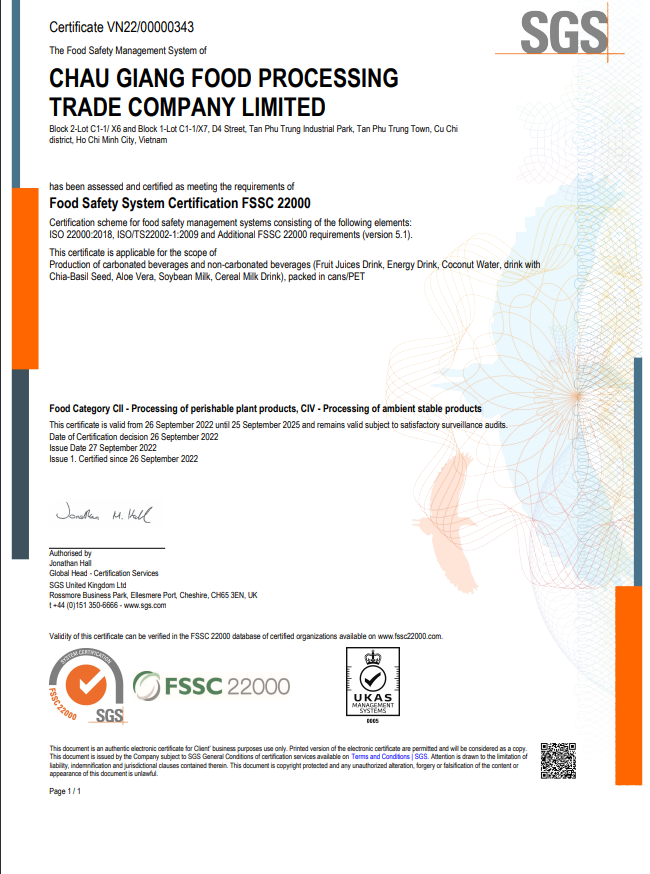 SGS
Certificate VN22/00000343
The Food Safety Management System of
CHAU GIANG FOOD PROCESSING
TRADE COMPANY LIMITED
Block 2-Lot C1-1/ X6 and Block 1-Lot C1-1/X7, D4 Street, Tan Phu Trung Industrial Park, Tan Phu Trung Town, Cu Chi
district, Ho Chi Minh City, Vietnam
has been assessed and certified as meeting the requirements of
Food Safety System Certification FSSC 22000
Certification scheme for food safety management systems consisting of the following elements:
ISO 22000:2018, ISO/TS22002-1:2009 and Additional FSSC 22000 requirements (version 5.1).
This certificate is applicable for the scope of
Production of carbonated beverages and non-carbonated beverages (Fruit Juices Drink, Energy Drink, Coconut Water, drink with
Chia-Basil Seed, Aloe Vera, Soybean Milk, Cereal Milk Drink), packed in cans/PET
Food Category CII - Processing of perishable plant products, CIV - Processing of ambient stable products
This certificate is valid from 26 September 2022 until 25 September 2025 and remains valid subject to satisfactory surveillance audits.
Date of Certification decision 26 September 2022
Issue Date 27 September 2022
Issue 1. Certified since 26 September 2022
Jonathan M. Hall
Authorised by
Jonathan Hall
Global Head - Certification Services
SGS United Kingdom Ltd
Rossmore Business Park, Ellesmere Port, Cheshire, CH65 3EN, UK
t +44 (0)151 350-6666 - www.sgs.com
Validity of this certificate can be verified in the FSSC 22000 database of certified organizations available on www.fssc22000.com.
SYSTEM CERTIFICATION
FSSC 22000
SGS
FSSC 22000
UKAS
MANAGEMENT
SYSTEMS
0005
This document is an authentic electronic certificate for Client' business purposes use only. Printed version of the electronic certificate are permitted and will be considered as a copy.
This document is issued by the Company subject to SGS General Conditions of certification services available on Terms and Conditions | SGS. Attention is drawn to the limitation of
liability, indemnification and jurisdictional clauses contained therein. This document is copyright protected and any unauthorized alteration, forgery or falsification of the content or
appearance of this document is unlawful.
Page 1 / 1